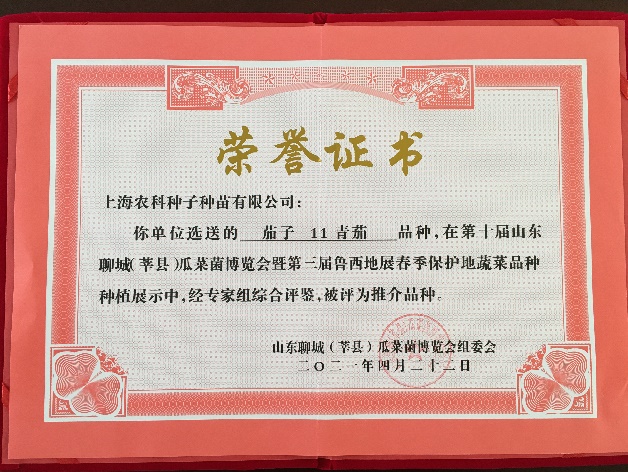 荣誉证书
上海农科种子种苗有限公司：
你单位选送的 茄子 11青茄 品种，在第十届山东
聊城（莘县）瓜菜菌博览会暨第三届鲁西地展春季保护地蔬菜品种
种植展示中，经专家组综合评鉴，被评为推介品种。
山东聊城（莘县）瓜菜菌博览会组委会
二〇二一年四月二十二日